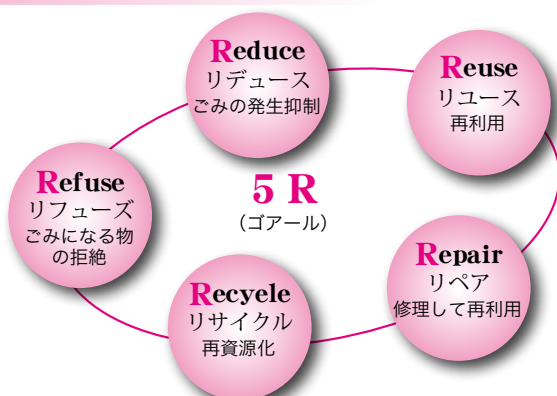 Reduce
リデュース
ごみの発生抑制
Reuse
リユース
再利用
Refuse
リフューズ
ごみになる物
の拒絶
5 R
（ゴアール）
Repair
リペア
修理して再利用
Recyele
リサイクル
再資源化